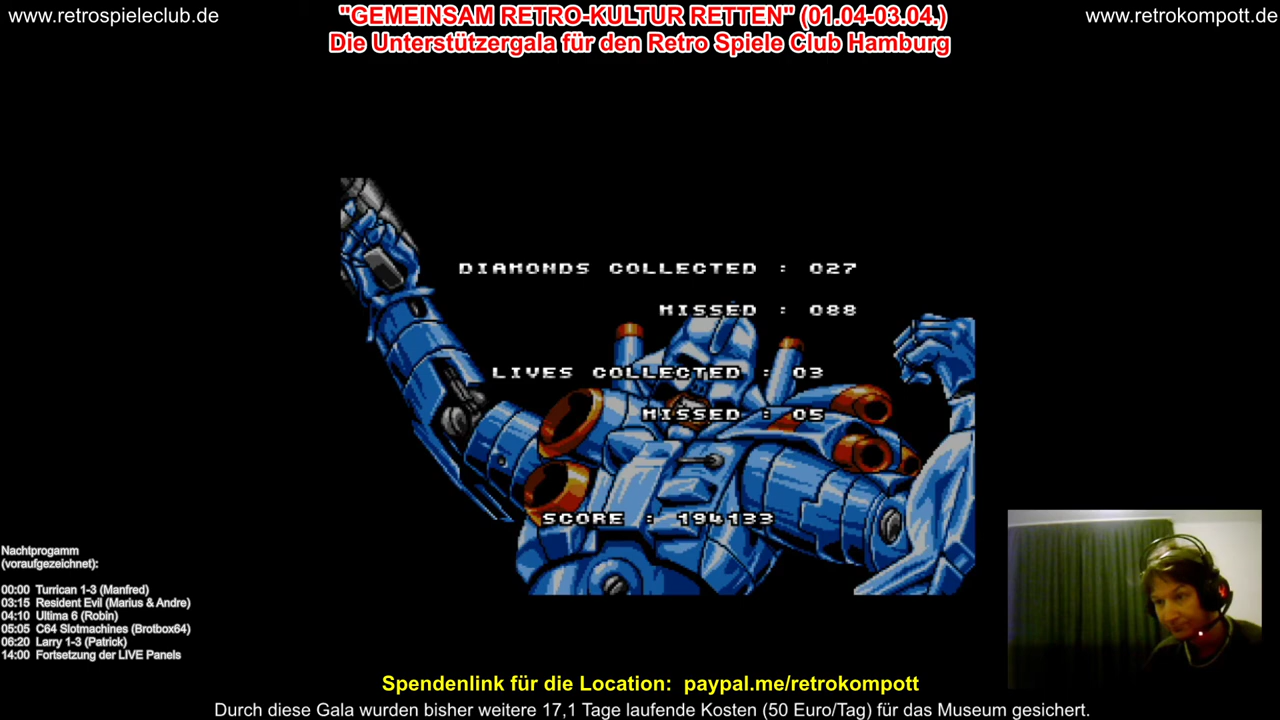 www.retrospieleclub.de
"GEMEINSAM RETRO-KULTUR RETTEN" (01.04-03.04.)
www.retrokompott.de
Die Unterstützergala für den Retro Spiele Club Hamburg
DIAMONDS COLLECTED : 027
MISSED : 088
LIVES COLLECTED : 03
MISSED : 05
SCORE : 194133
Nachtprogamm
(voraufgezeichnet):
00:00 Turrican 1-3 (Manfred)
03:15 Resident Evil (Marius & Andre)
04:10 Ultima 6 (Robin)
05:05 C64 Slotmachines (Brotbox64)
06:20 Larry 1-3 (Patrick)
14:00 Fortsetzung der LIVE Panels
Spendenlink für die Location: paypal.me/retrokompott
Durch diese Gala wurden bisher weitere 17,1 Tage laufende Kosten (50 Euro/Tag) für das Museum gesichert.